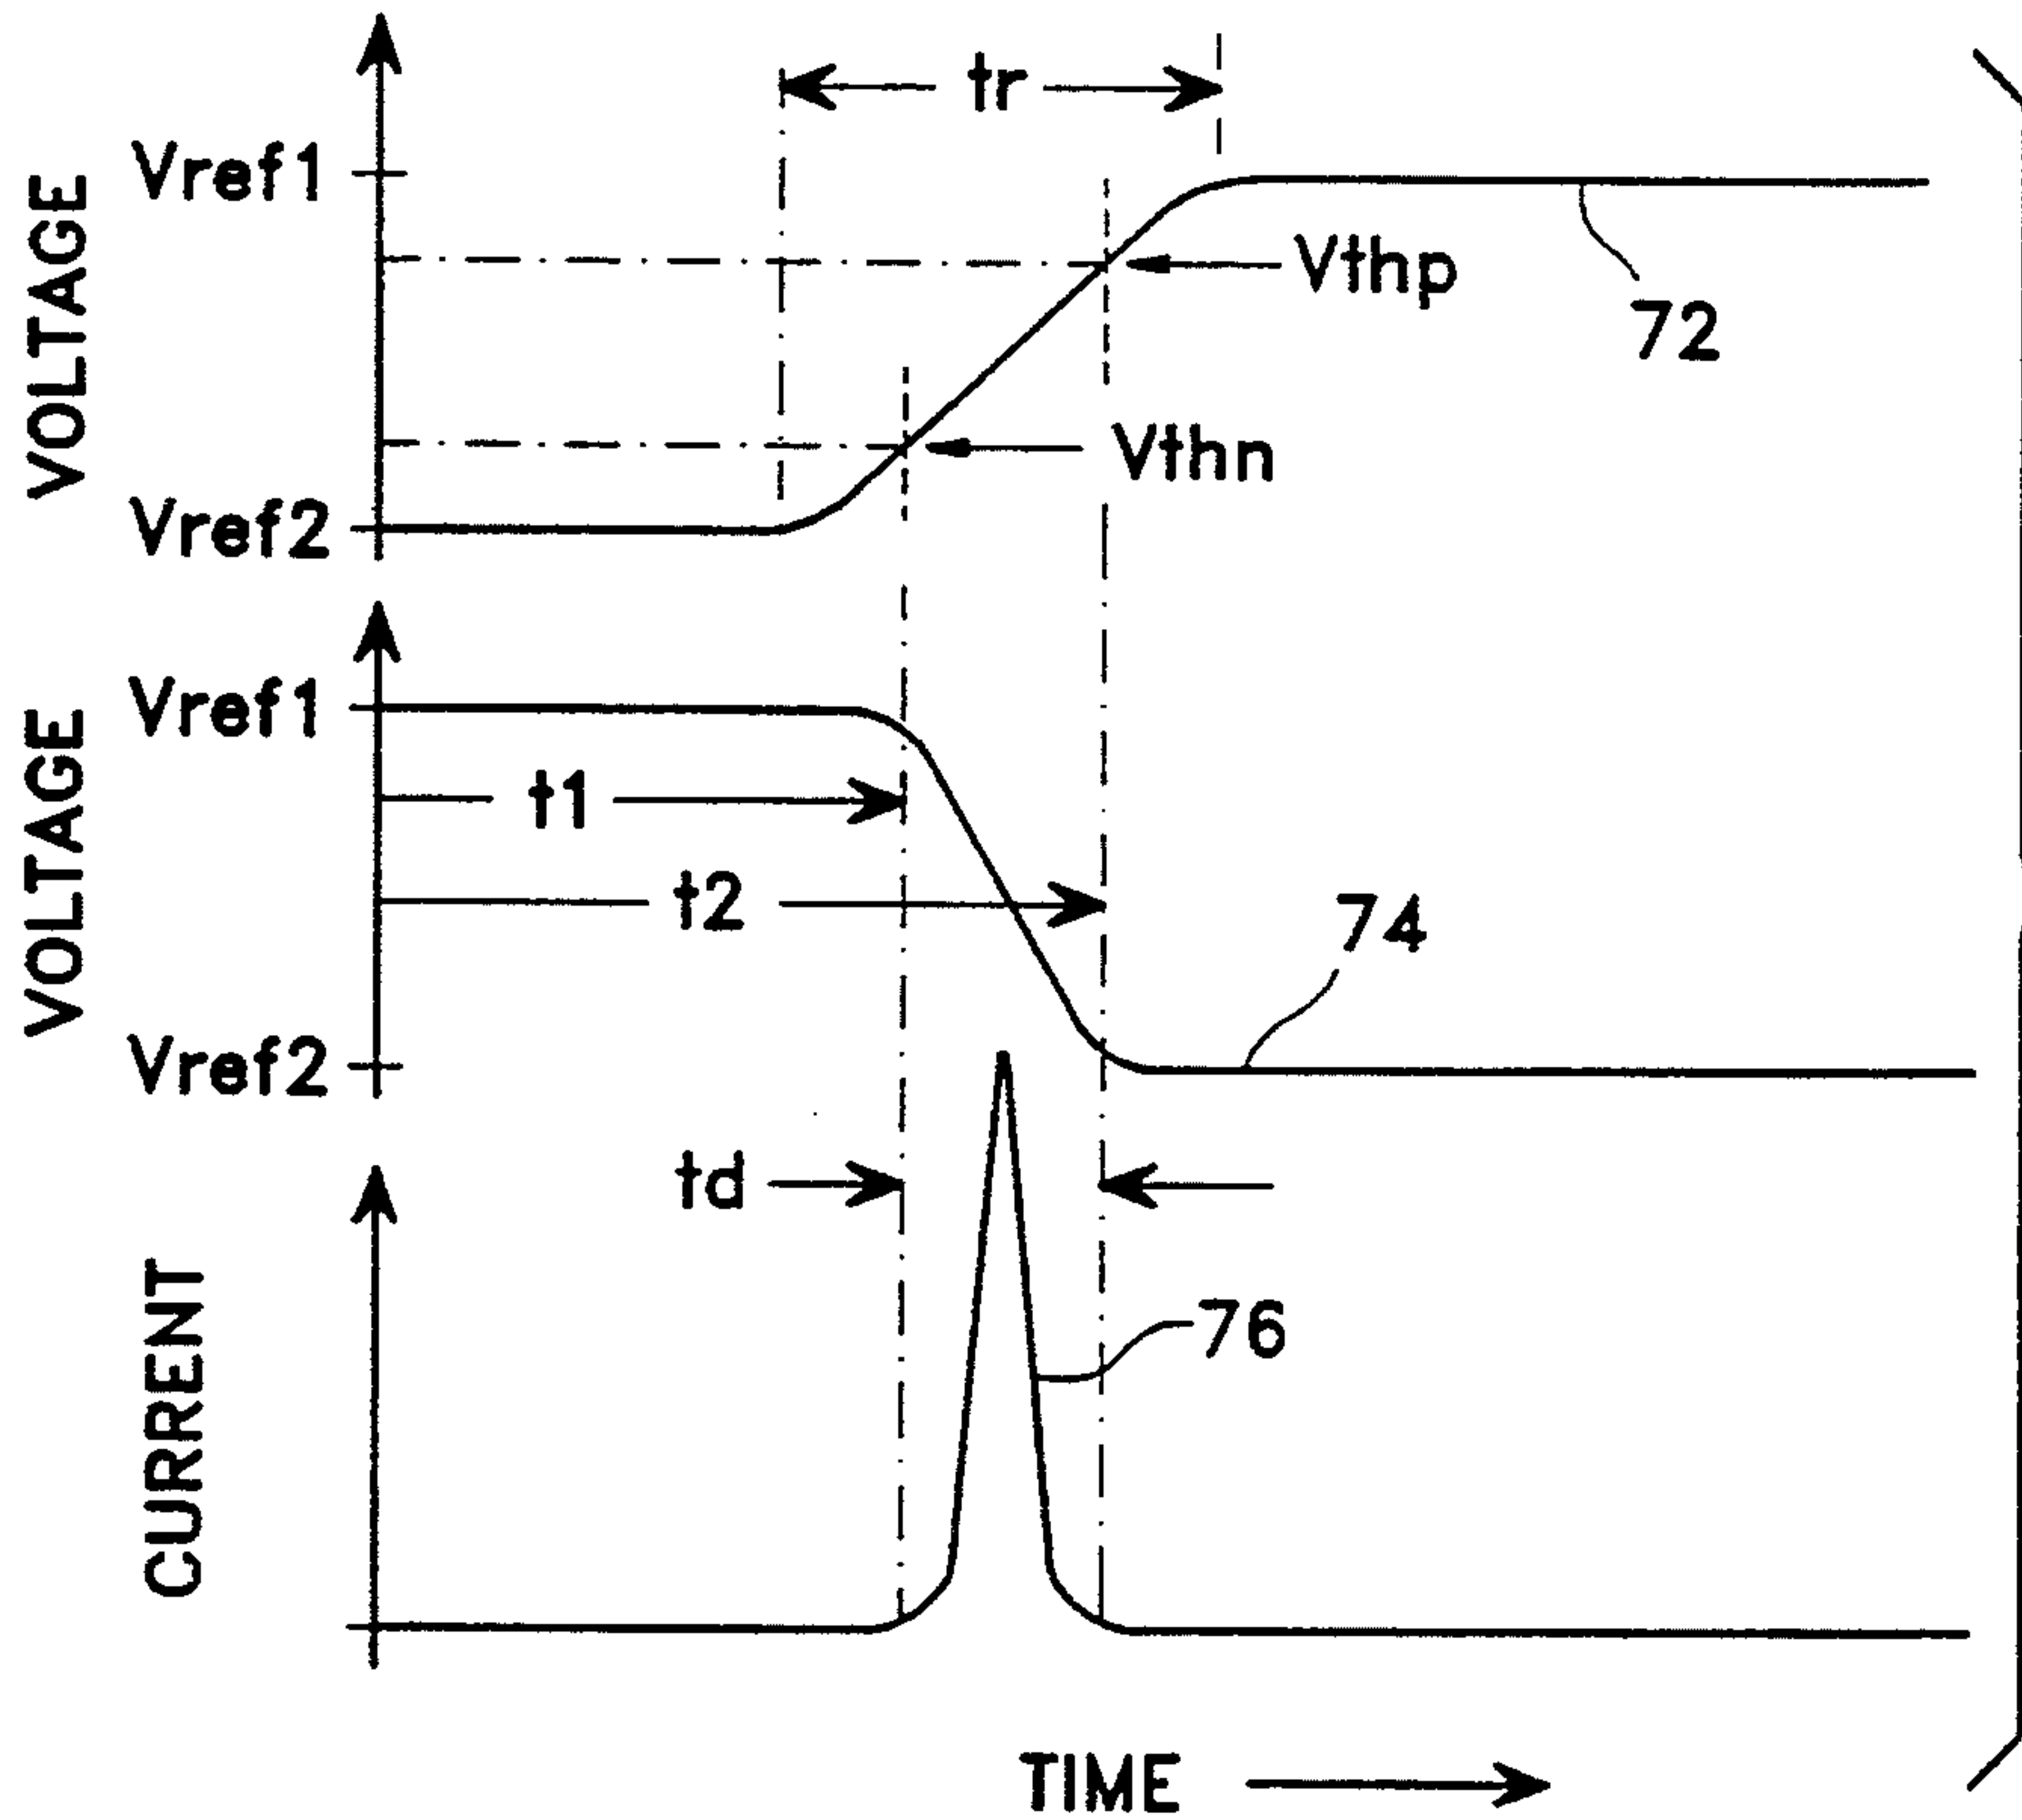 tr
Vref1
VOLTAGE
Vthp
72
Vthn
Vref2
Vref1
VOLTAGE
t1
t2
74
Vref2
td
76
CURRENT
TIME